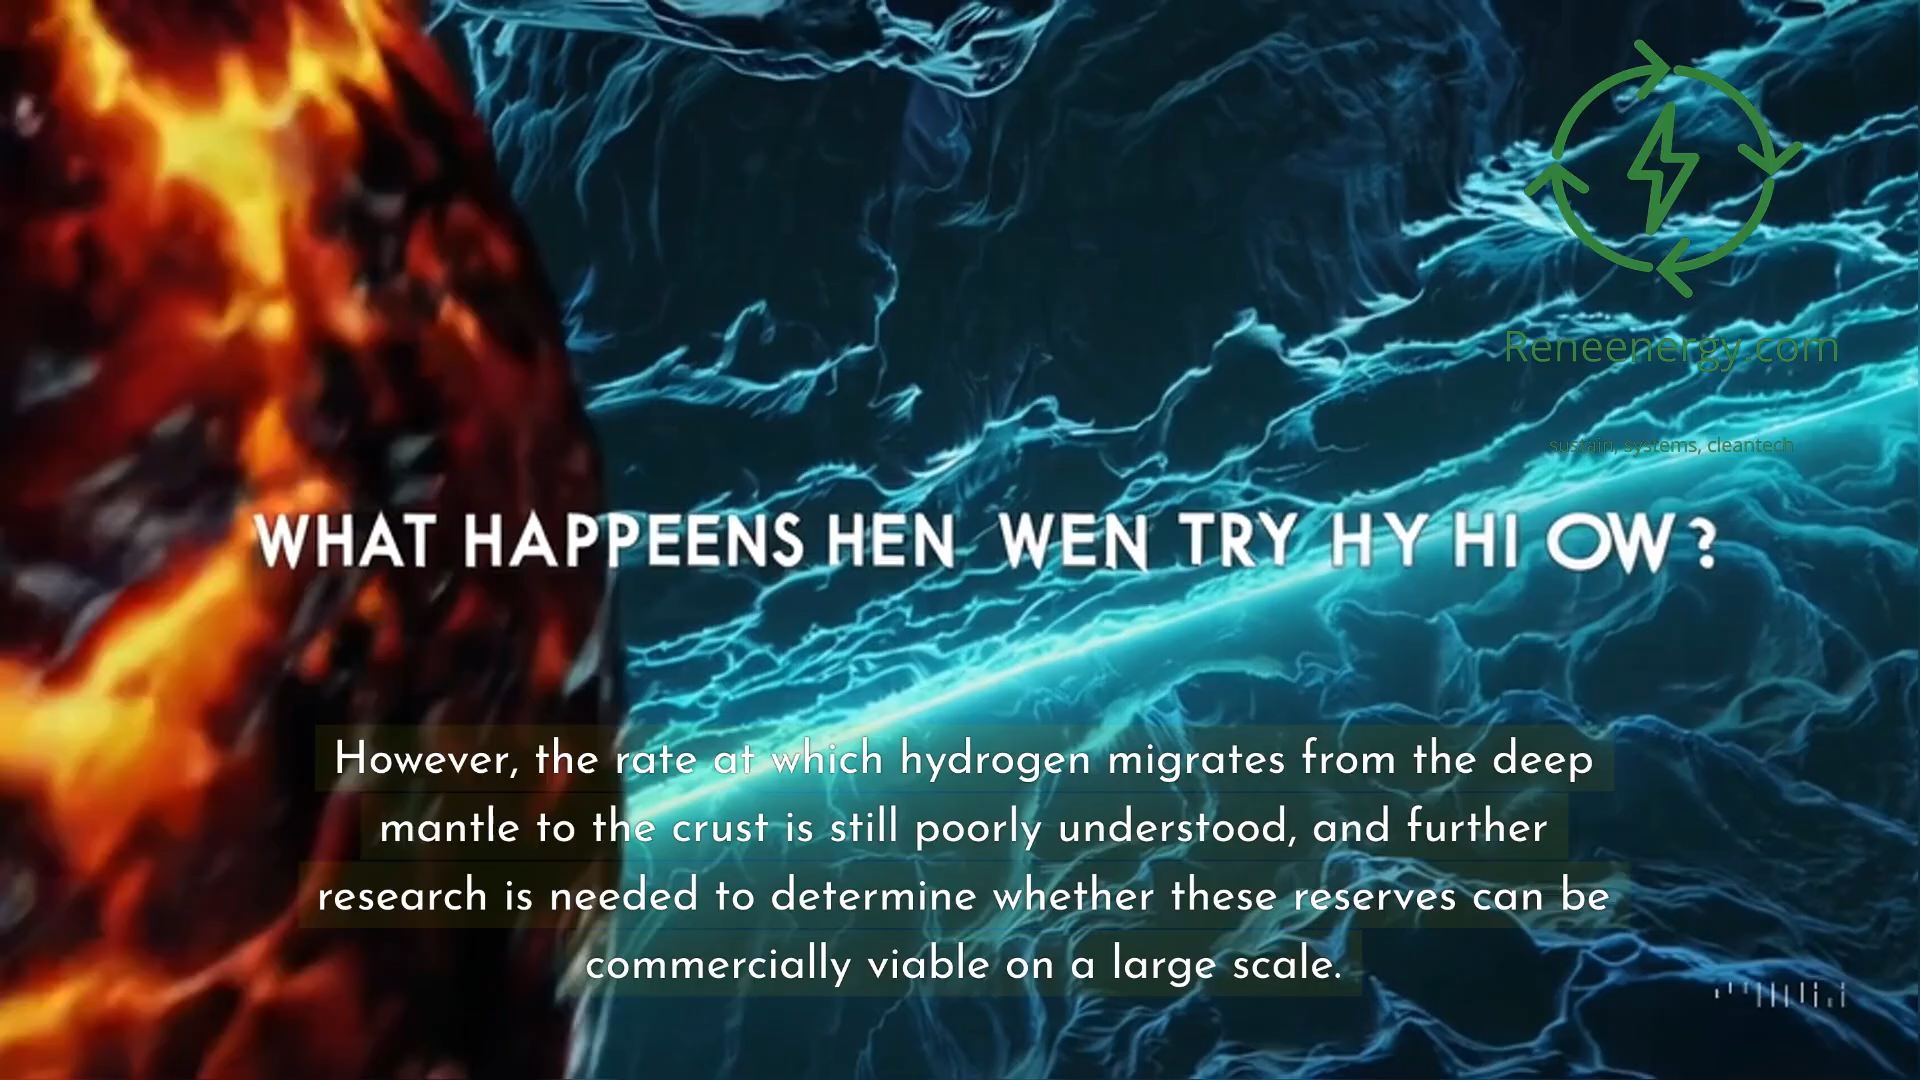 Reneenergy.com
sustain, systems, cleantech
WHAT HAPPEENS HEN WEN TRY HY HI OW?
However, the rate at which hydrogen migrates from the deep
mantle to the crust is still poorly understood, and further
research is needed to determine whether these reserves can be
commercially viable on a large scale.